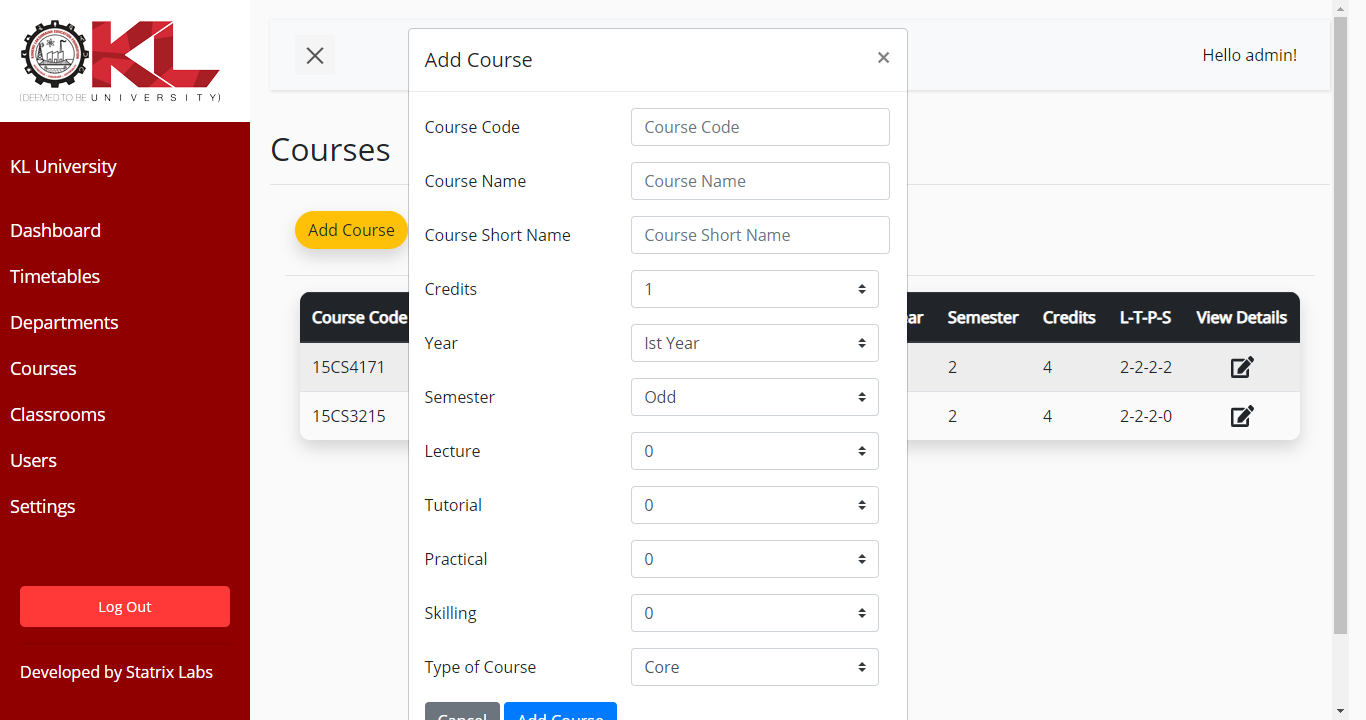 KL
(DEEMED TO BE UNIVERSITY)
KL University
Dashboard
Timetables
Departments
Courses
Classrooms
Users
Settings
Log Out
Developed by Statrix Labs
Hello admin!
Courses
Add Course
Course Code ar Semester Credits L-T-P-S View Details
15CS4171 2 4 2-2-2-2
15CS3215 2 4 2-2-2-0
Add Course ×
Course Code Course Code
Course Name Course Name
Course Short Name Course Short Name
Credits 1
Year Ist Year
Semester Odd
Lecture 0
Tutorial 0
Practical 0
Skilling 0
Type of Course Core
Cancel Add Course